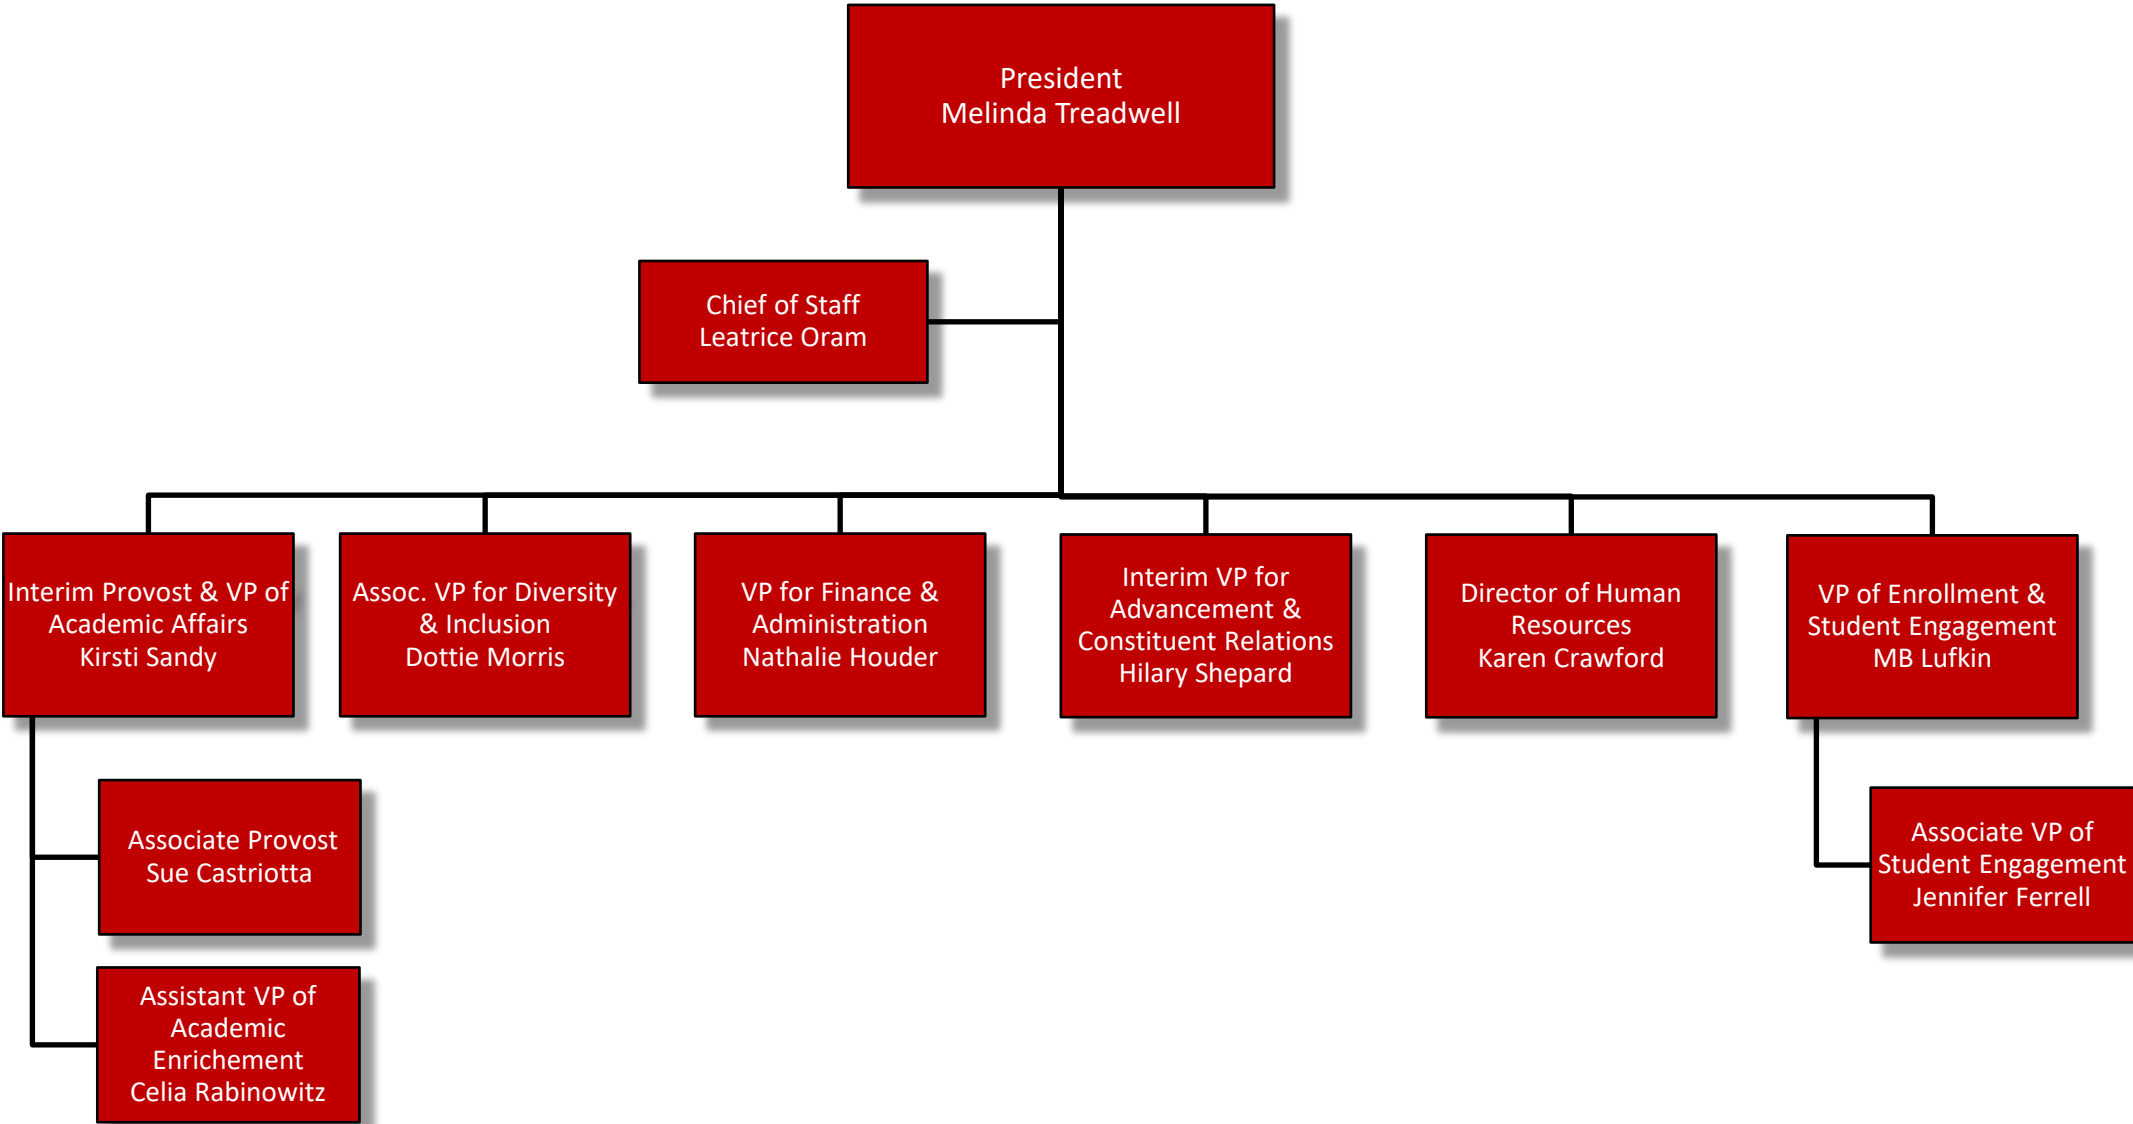 President
Melinda Treadwell
Chief of Staff
Leatrice Oram
Interim Provost & VP of
Academic Affairs
Kirsti Sandy
Assoc. VP for Diversity
& Inclusion
Dottie Morris
VP for Finance &
Administration
Nathalie Houder
Interim VP for
Advancement &
Constituent Relations
Hilary Shepard
Director of Human
Resources
Karen Crawford
VP of Enrollment &
Student Engagement
MB Lufkin
Associate Provost
Sue Castriotta
Associate VP of
Student Engagement
Jennifer Ferrell
Assistant VP of
Academic
Enrichement
Celia Rabinowitz